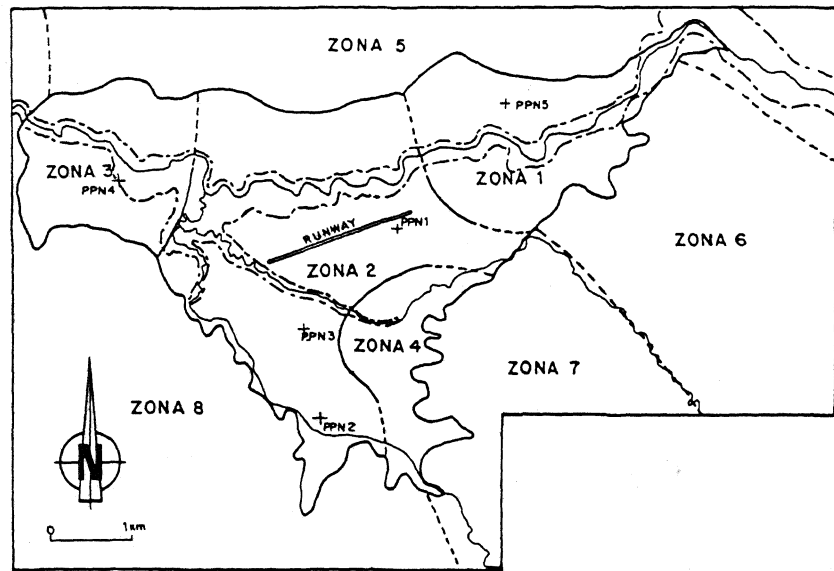 ZONA 5
PPN5
ZONA 3
PPN4
ZONA 1
PPN1
RUNWAY
ZONA 6
ZONA 2
PPN3
ZONA 4
ZONA 7
ZONA 8
PPN2
N
0 1km